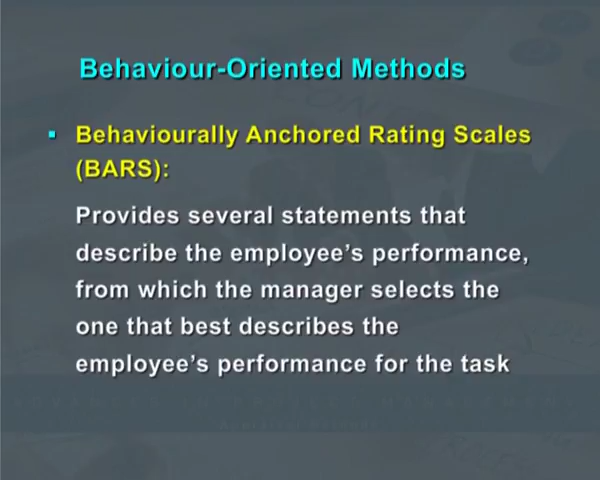 Behaviour-Oriented Methods
▪ Behaviourally Anchored Rating Scales
(BARS):
Provides several statements that
describe the employee's performance,
from which the manager selects the
one that best describes the
employee's performance for the task